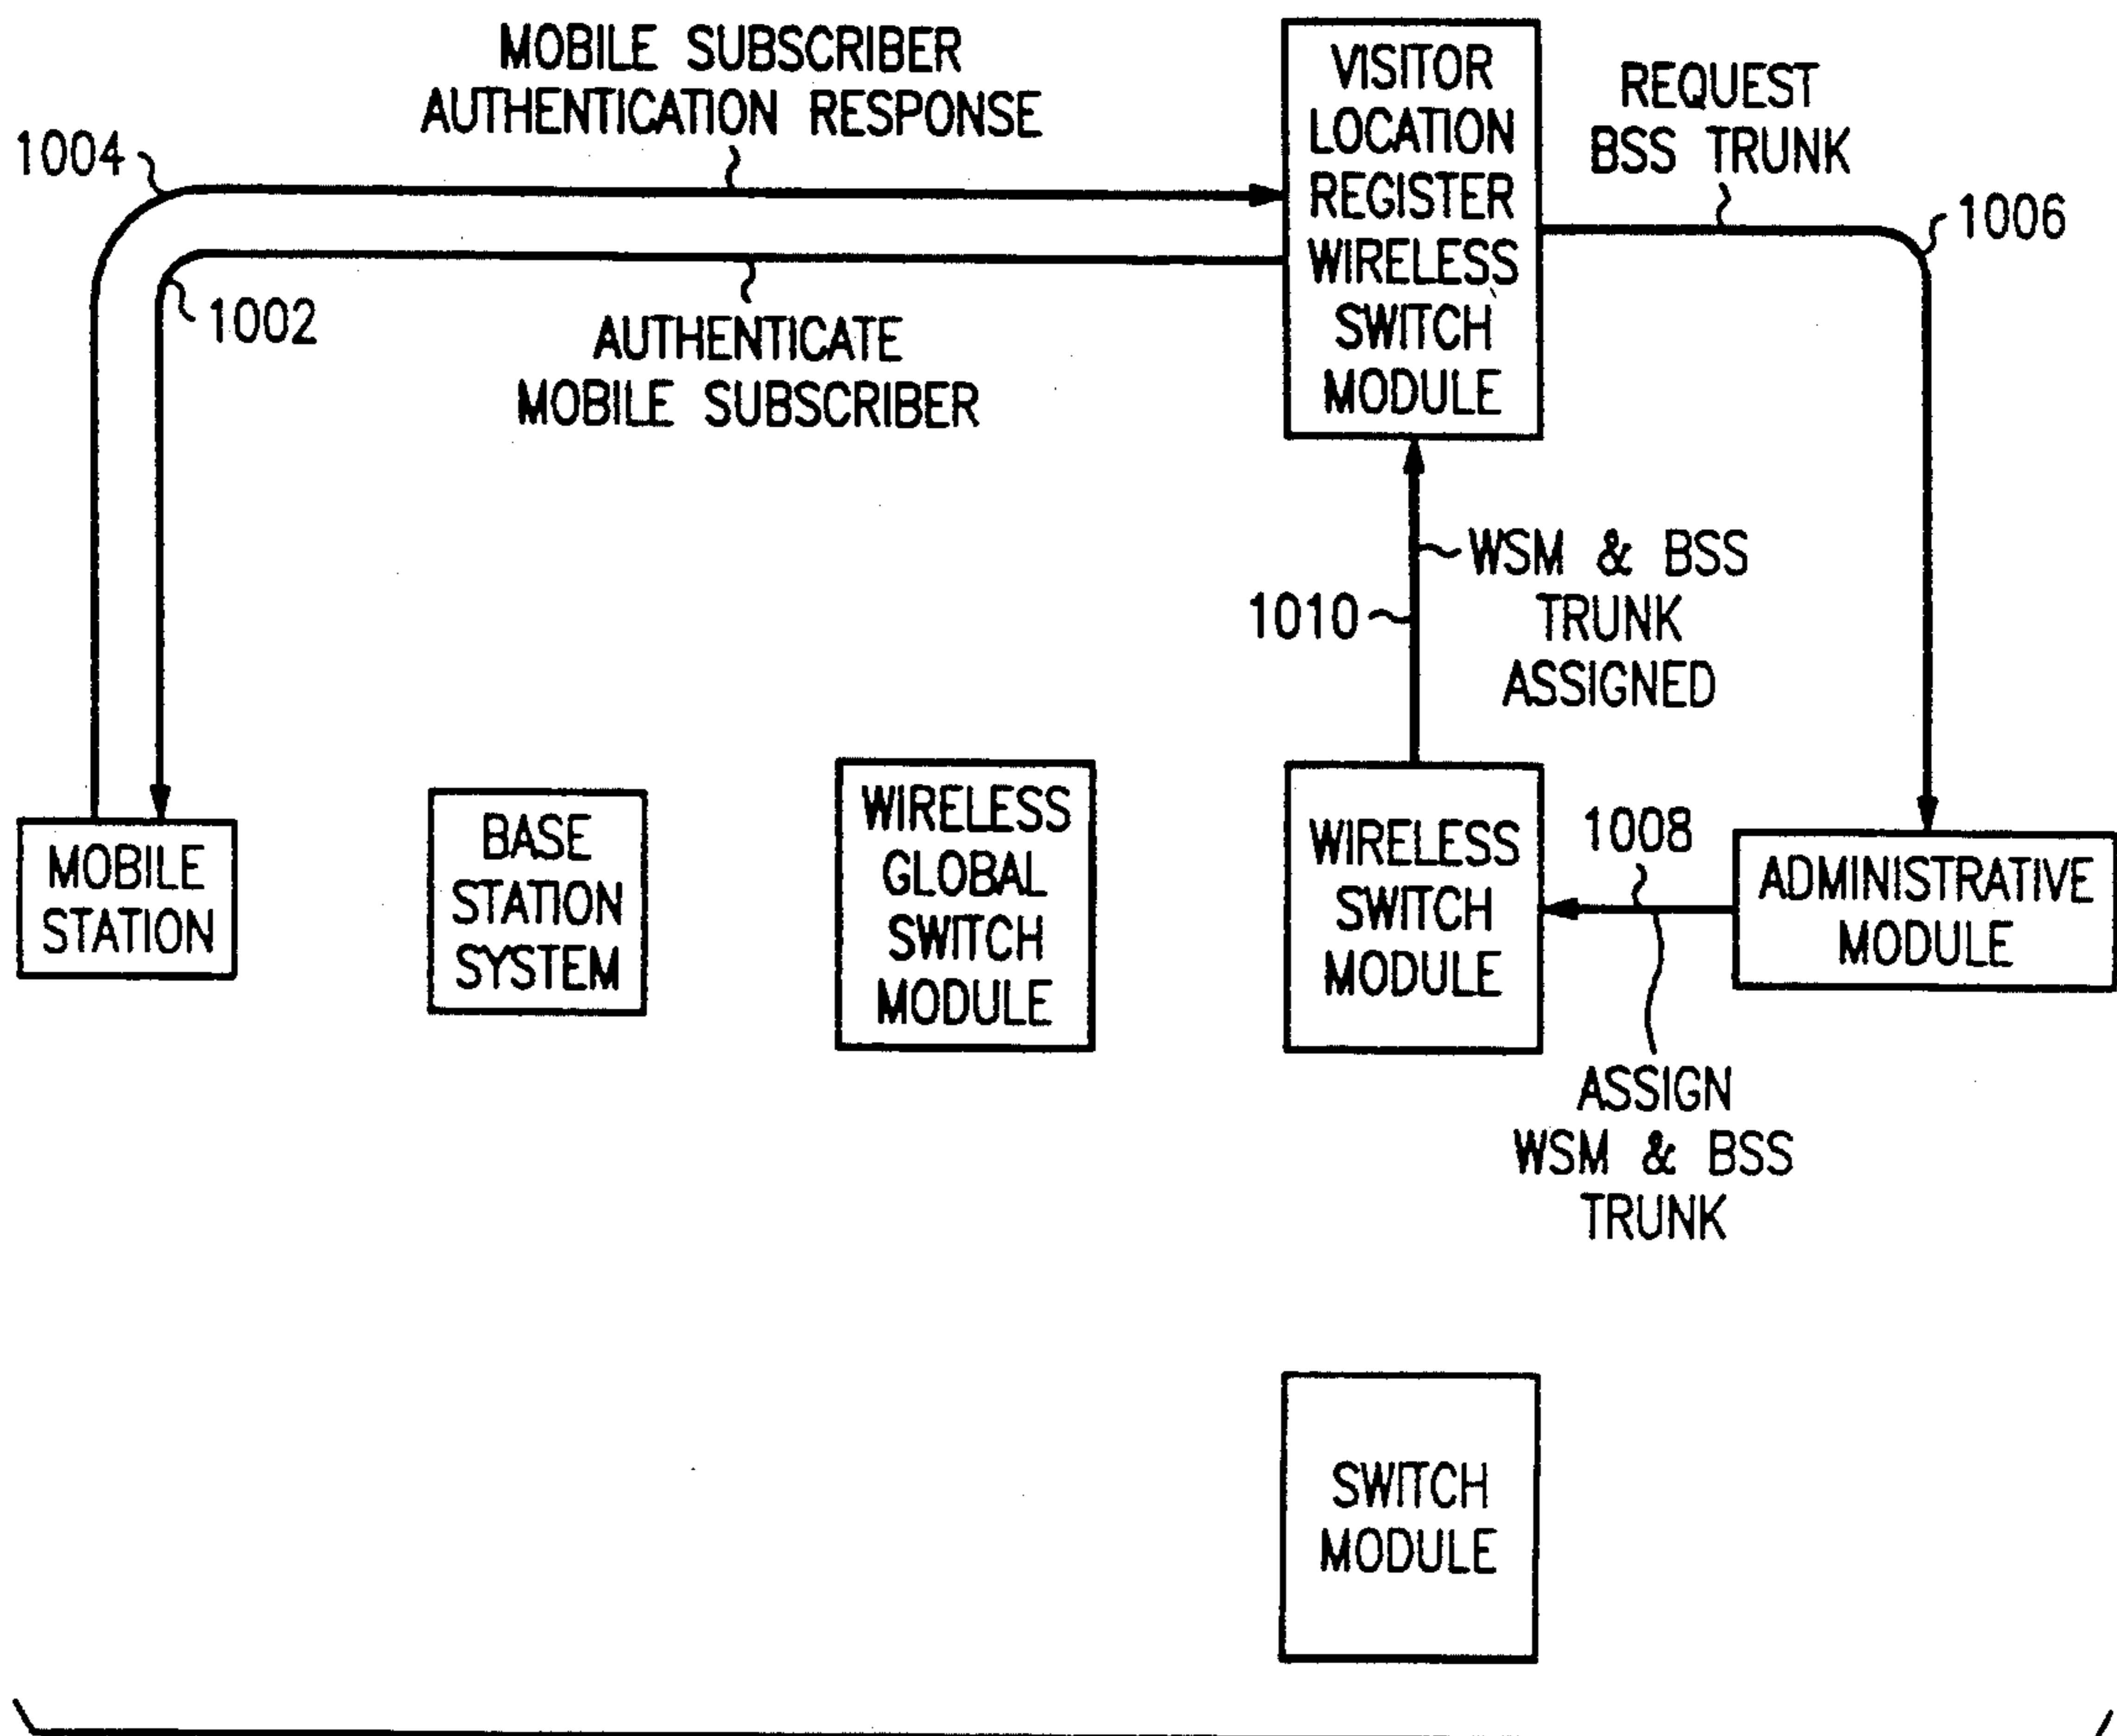 MOBILE SUBSCRIBER
AUTHENTICATION RESPONSE
1004
1002
AUTHENTICATE
MOBILE SUBSCRIBER
VISITOR
LOCATION
REGISTER
WIRELESS
SWITCH
MODULE
REQUEST
BSS TRUNK
1006
WSM & BSS
TRUNK
ASSIGNED
1010
MOBILE
STATION
BASE
STATION
SYSTEM
WIRELESS
GLOBAL
SWITCH
MODULE
WIRELESS
SWITCH
MODULE
1008
ADMINISTRATIVE
MODULE
ASSIGN
WSM & BSS
TRUNK
SWITCH
MODULE